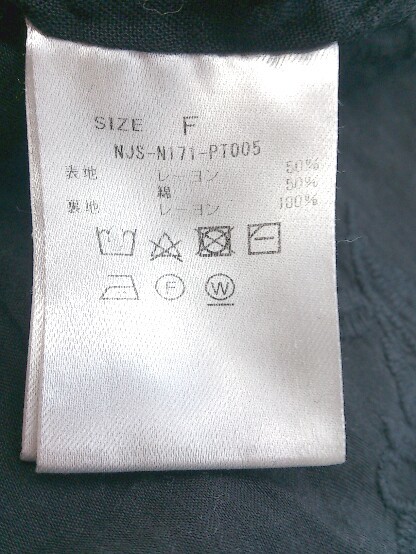 SIZE F
NJS-N171-PT005
表地 レーヨン 50%
綿 50%
裏地 レーヨン 100%
F W